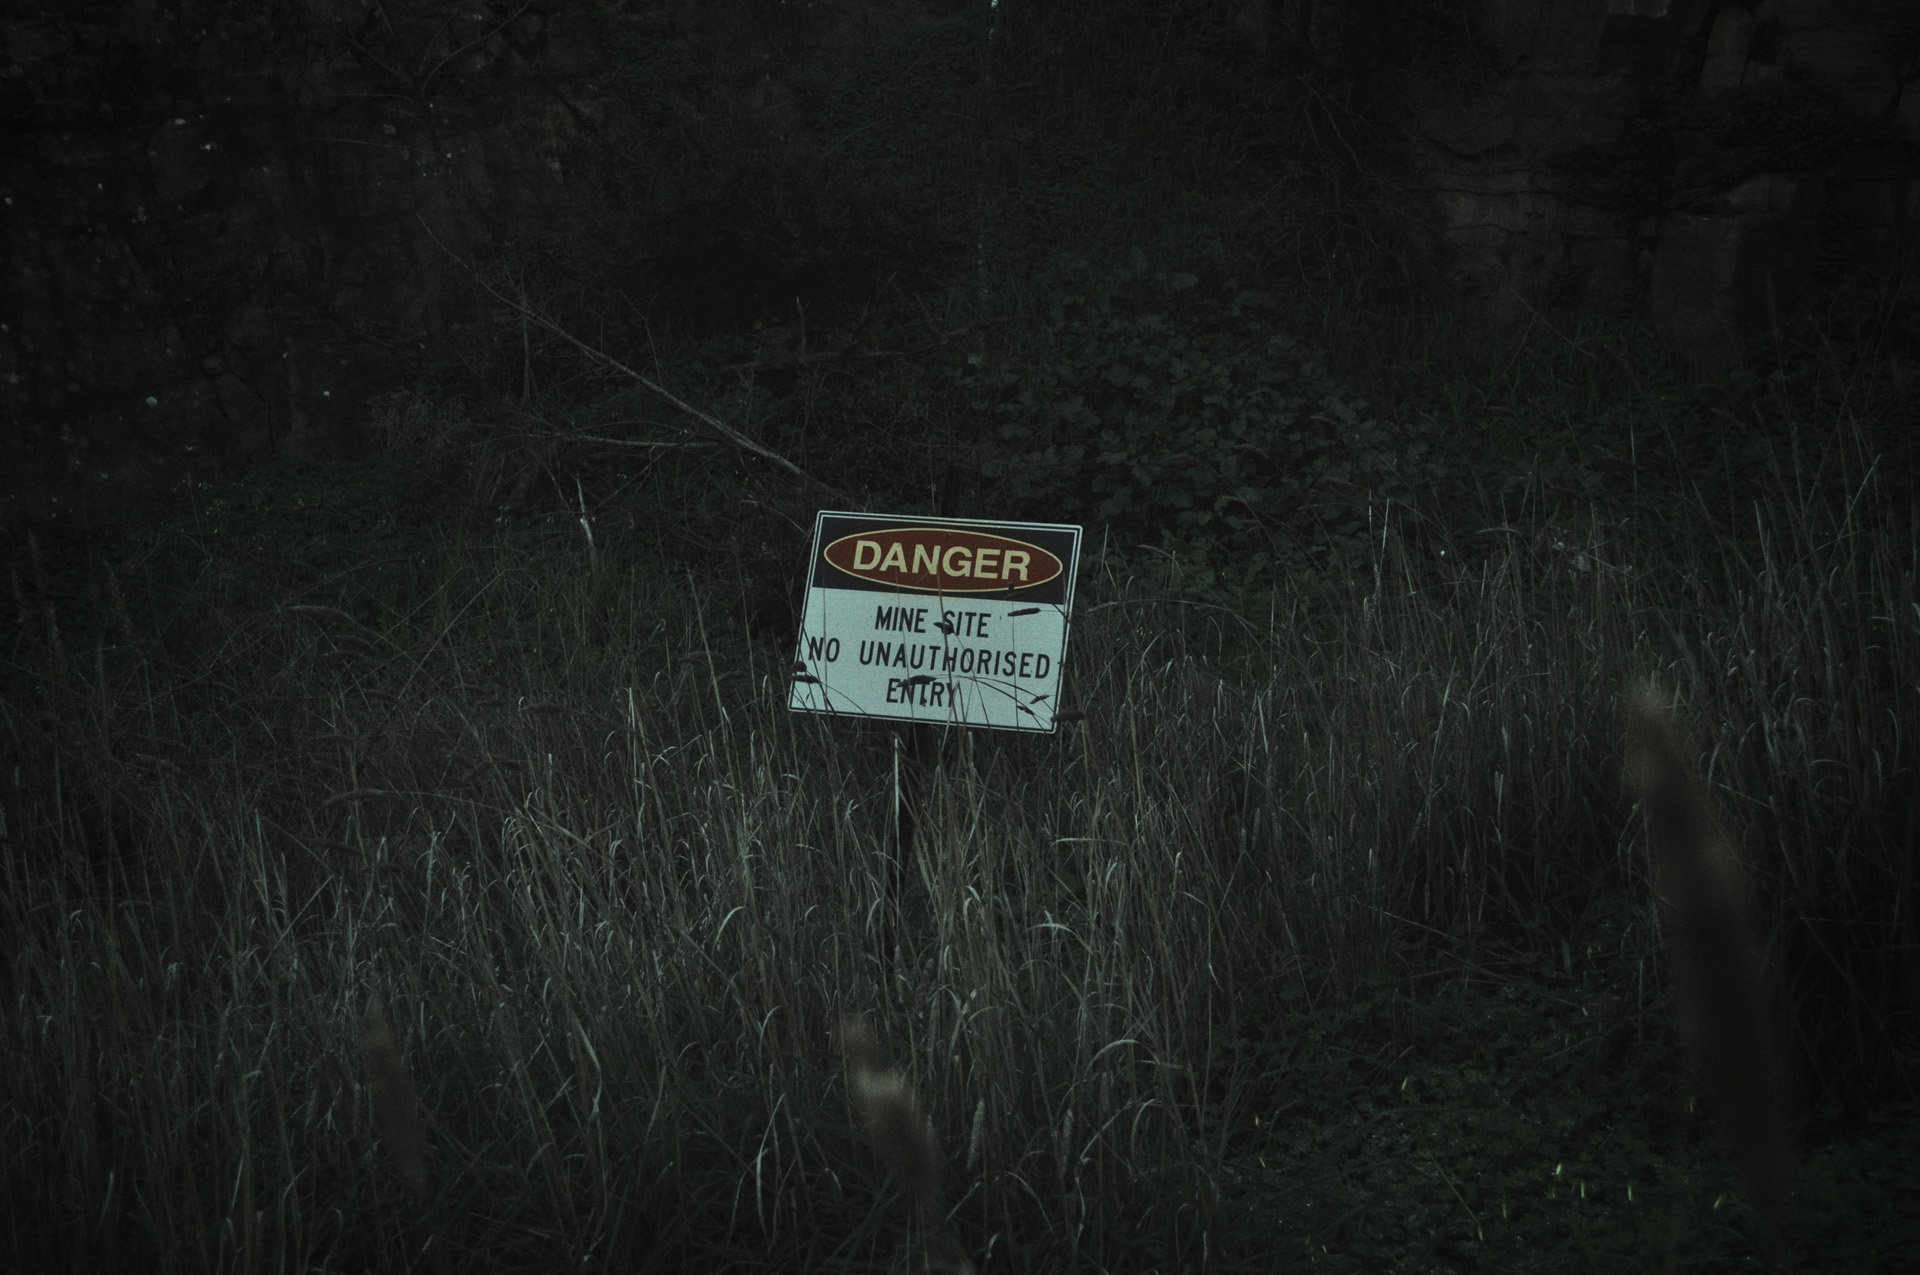 DANGER
MINE SITE
NO UNAUTHORISED
ENTRY